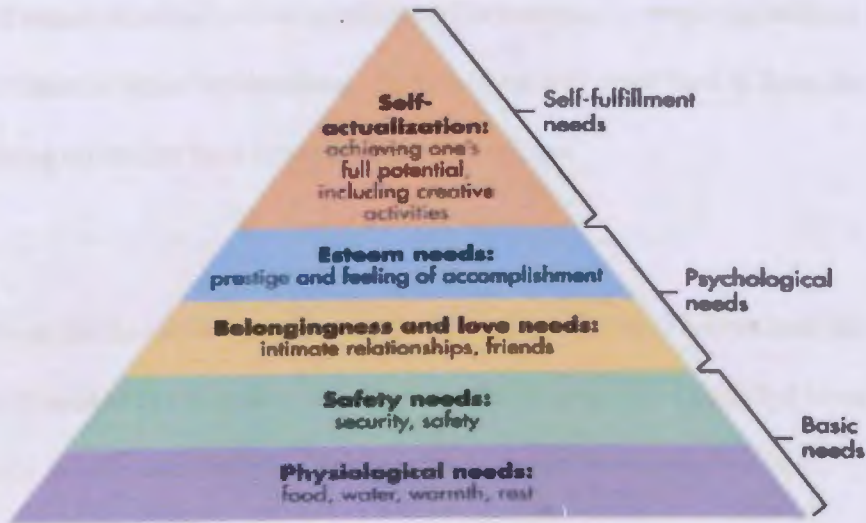 Self-
actualization:
achieving one's
full potential,
including creative
activities
Self-fulfillment
needs
Esteem needs:
prestige and feeling of accomplishment
Psychological
needs
Belongingness and love needs:
intimate relationships, friends
Safety needs:
security, safety
Basic
needs
Physiological needs:
food, water, warmth, rest